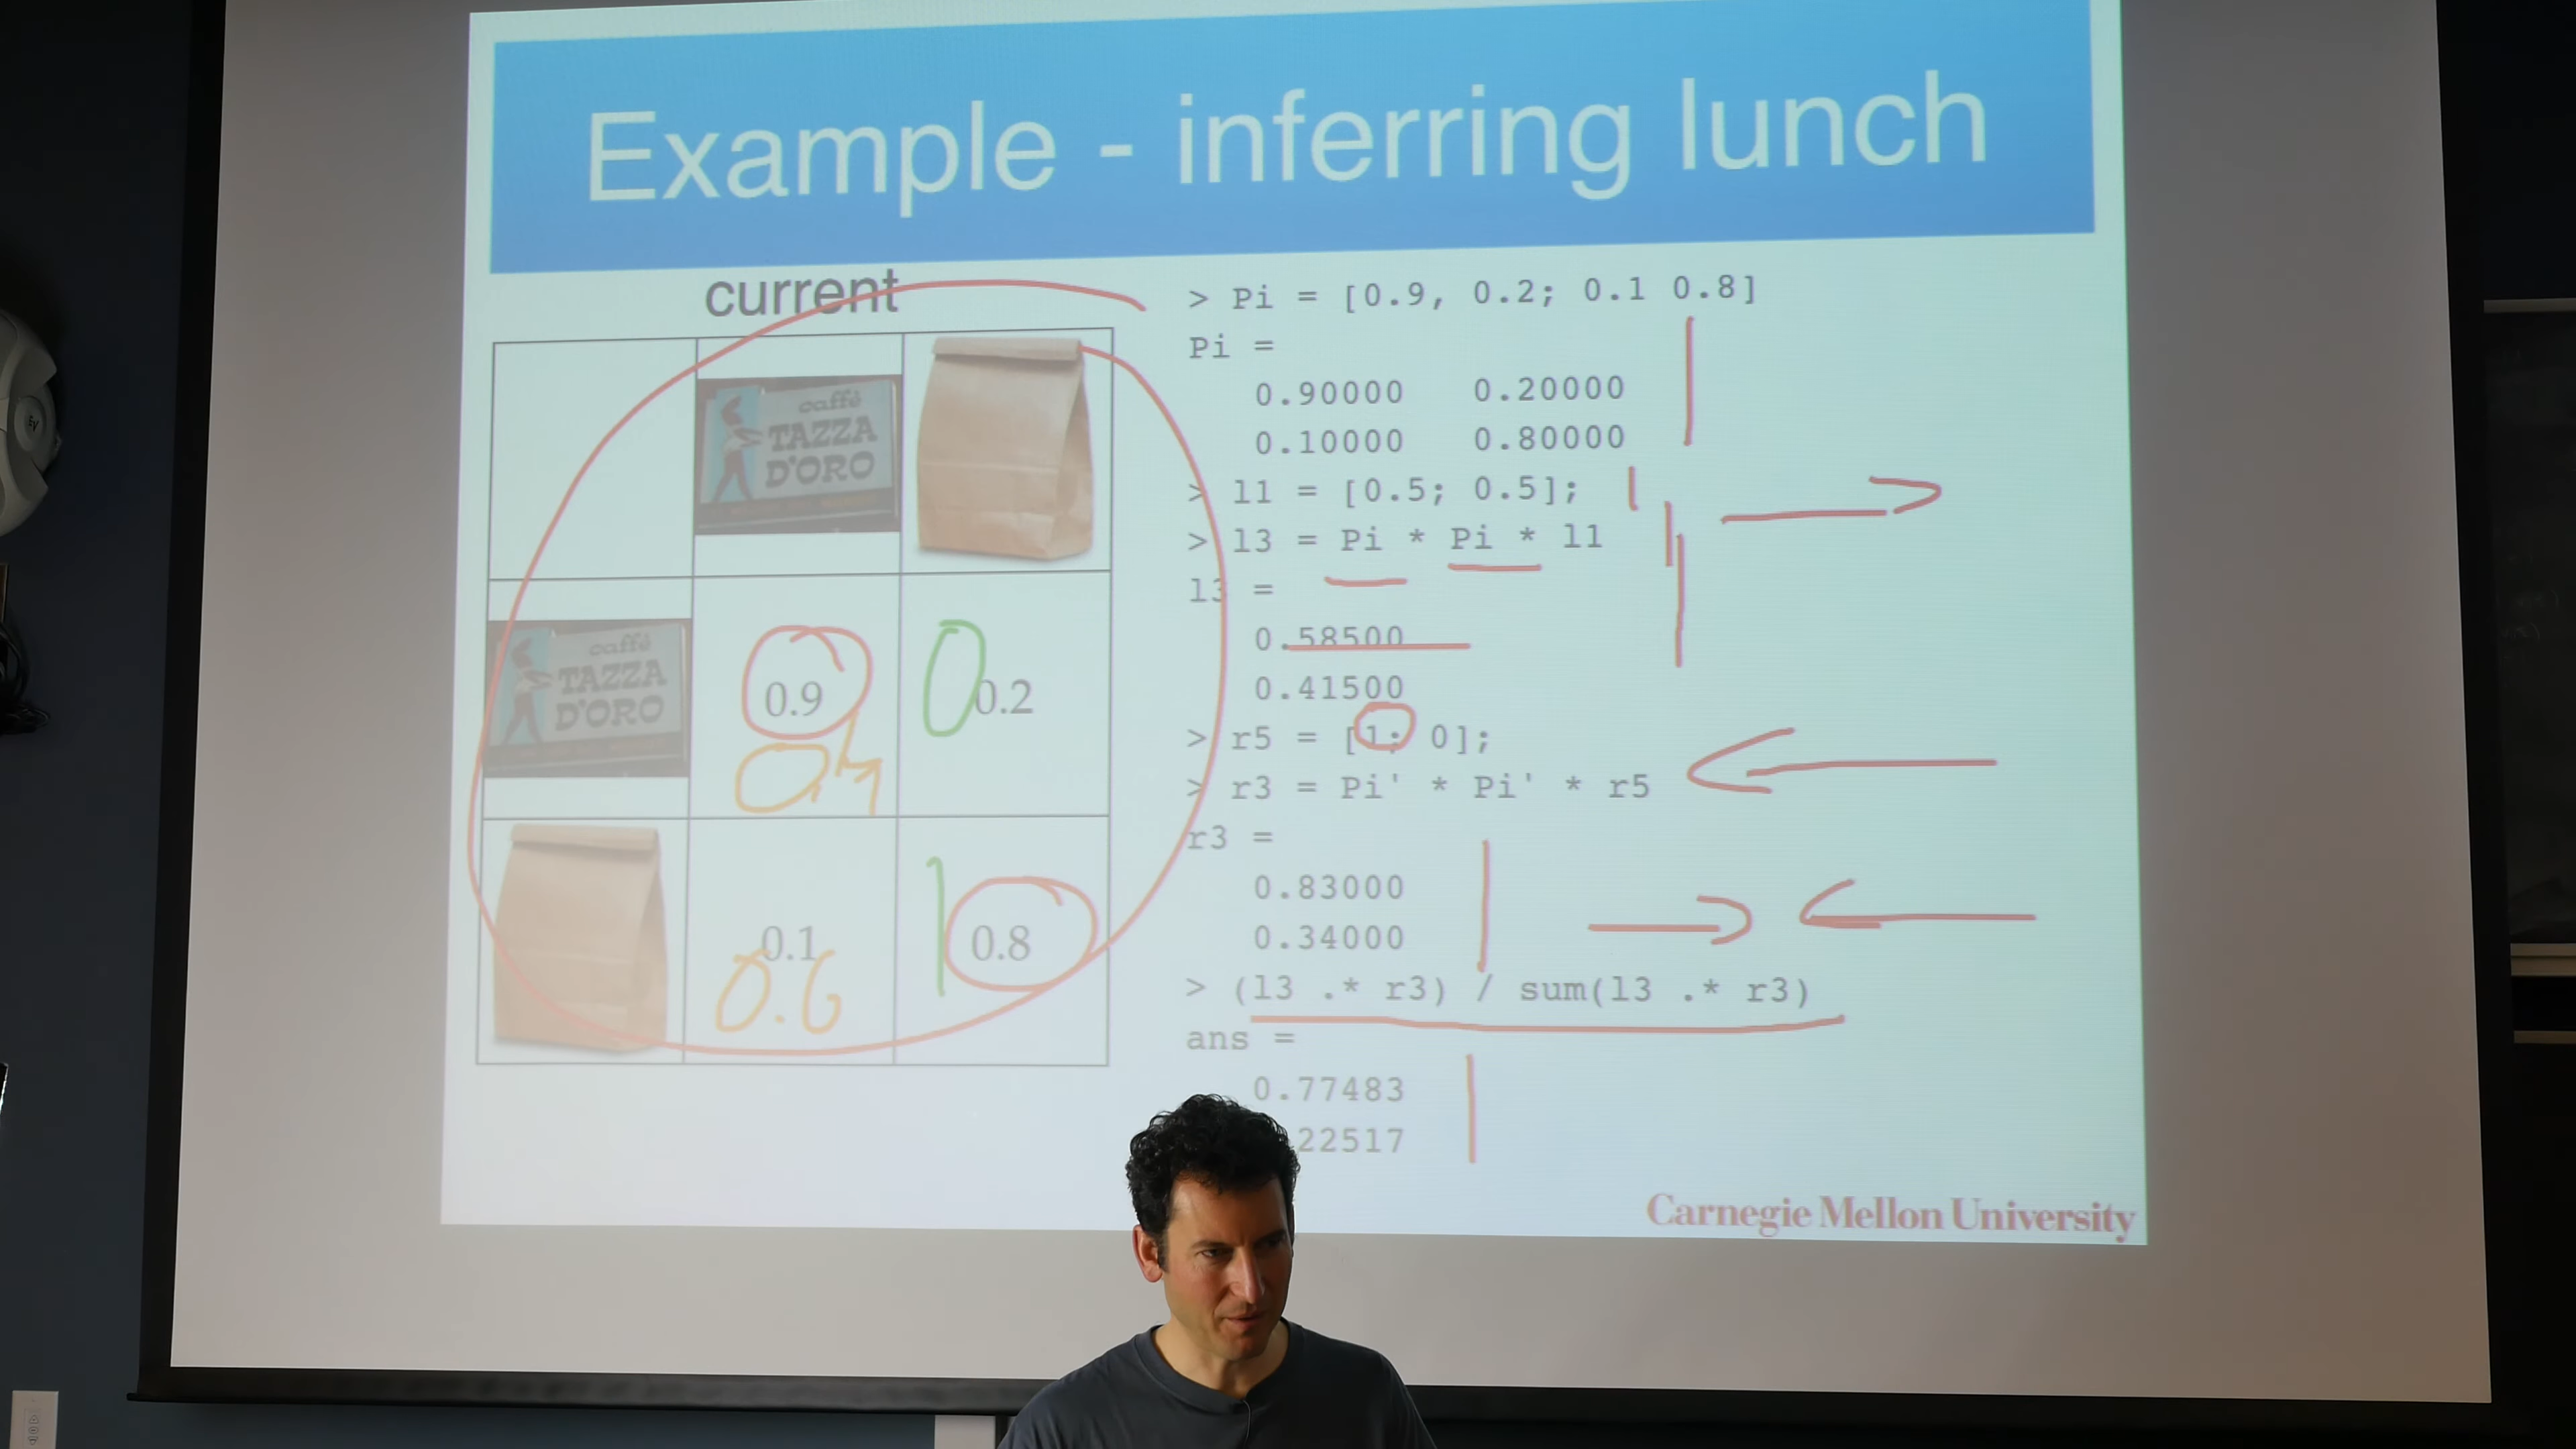 Example - inferring lunch
current
caffè
TAZZA
D'ORO
caffè
TAZZA
D'ORO
0.9
0.2
0
0.1
0.8
0.6
1
> Pi = [0.9, 0.2; 0.1 0.8]
Pi =
0.90000 0.20000
0.10000 0.80000
> l1 = [0.5; 0.5];
> l3 = Pi * Pi * l1
l3 =
0.58500
0.41500
> r5 = [1; 0];
> r3 = Pi' * Pi' * r5
r3 =
0.83000
0.34000
> (l3 .* r3) / sum(l3 .* r3)
ans =
0.77483
22517
Carnegie Mellon University